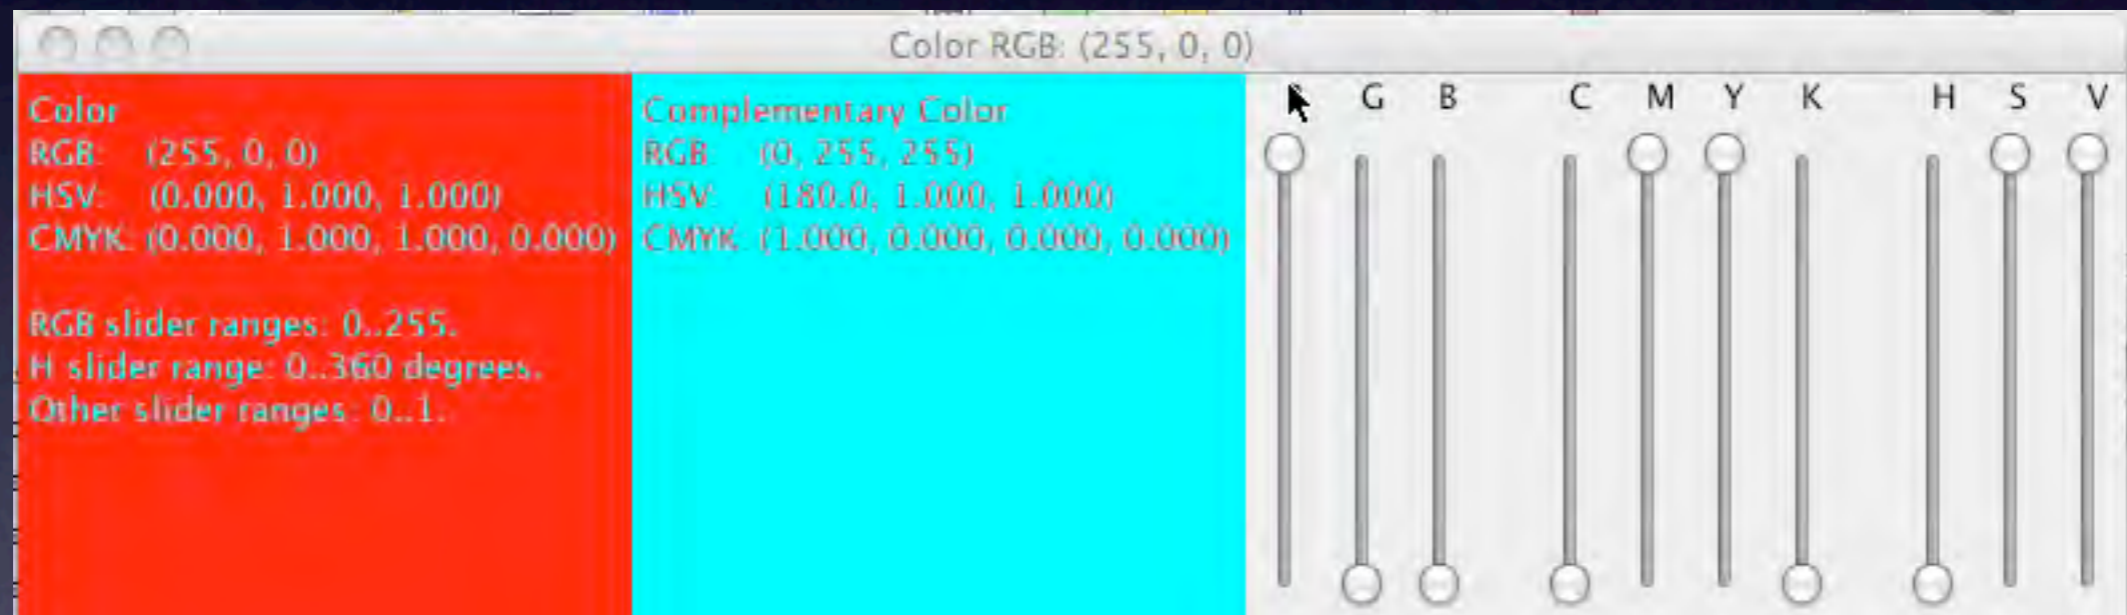 Color RGB: (255, 0, 0)
Color
RGB: (255, 0, 0)
HSV: (0.000, 1.000, 1.000)
CMYK: (0.000, 1.000, 1.000, 0.000)
RGB slider ranges: 0..255.
H slider range: 0..360 degrees.
Other slider ranges: 0..1.
Complementary Color
RGB: (0, 255, 255)
HSV: (180.0, 1.000, 1.000)
CMYK: (1.000, 0.000, 0.000, 0.000)
G B C M Y K H S V